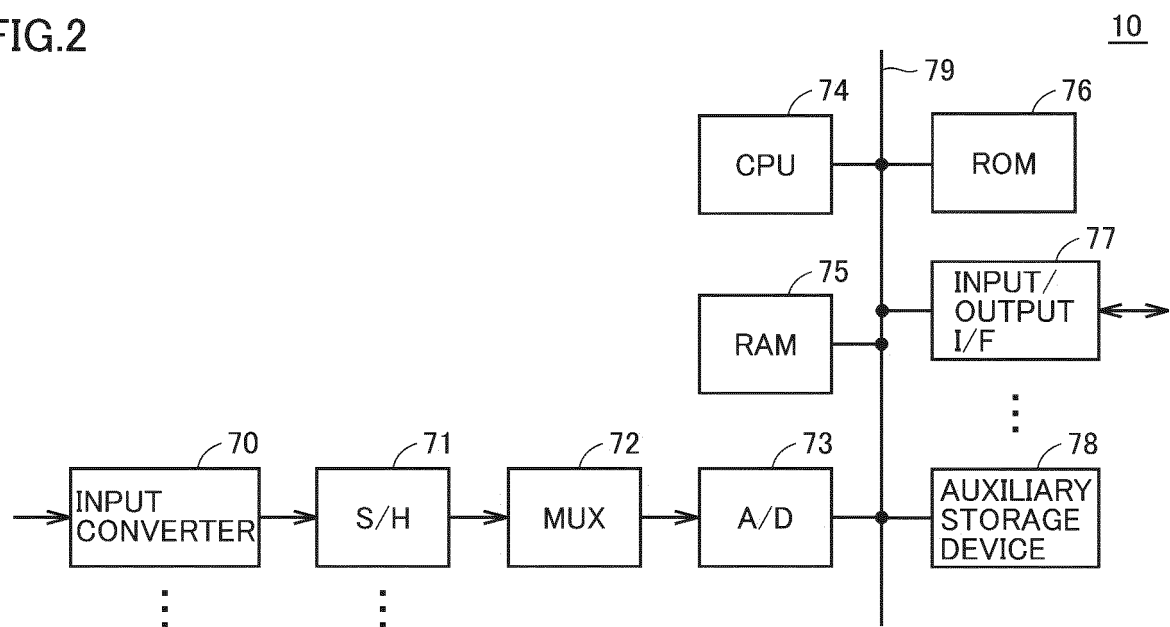 FIG.2
10
79
74
CPU
76
ROM
77
INPUT/
OUTPUT
I/F
75
RAM
70
INPUT
CONVERTER
71
S/H
72
MUX
73
A/D
78
AUXILIARY
STORAGE
DEVICE